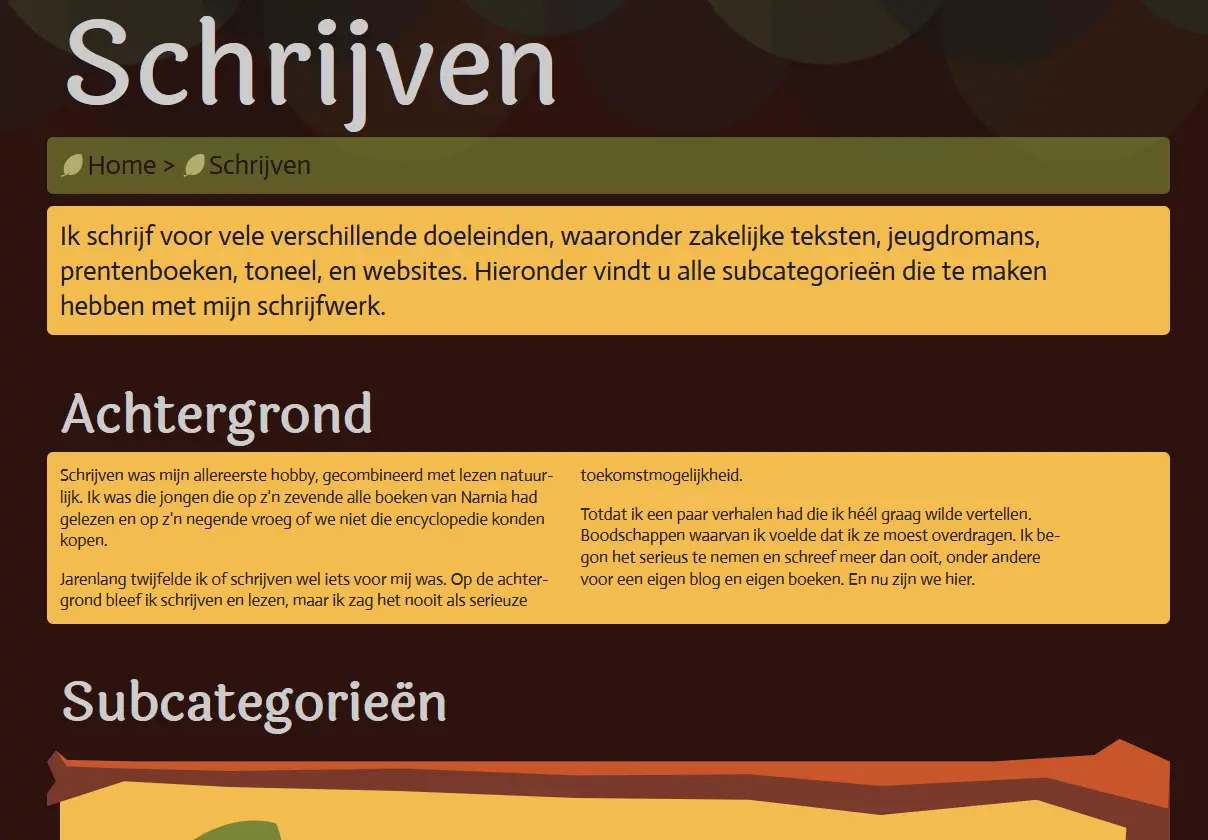 Schrijven
Home > Schrijven
Ik schrijf voor vele verschillende doeleinden, waaronder zakelijke teksten, jeugdromans,
prentenboeken, toneel, en websites. Hieronder vindt u alle subcategorieën die te maken
hebben met mijn schrijfwerk.
Achtergrond
Schrijven was mijn allereerste hobby, gecombineerd met lezen natuur-
lijk. Ik was die jongen die op z'n zevende alle boeken van Narnia had
gelezen en op z'n negende vroeg of we niet die encyclopedie konden
kopen.
Jarenlang twijfelde ik of schrijven wel iets voor mij was. Op de achter-
grond bleef ik schrijven en lezen, maar ik zag het nooit als serieuze
toekomstmogelijkheid.
Totdat ik een paar verhalen had die ik héél graag wilde vertellen.
Boodschappen waarvan ik voelde dat ik ze moest overdragen. Ik be-
gon het serieus te nemen en schreef meer dan ooit, onder andere
voor een eigen blog en eigen boeken. En nu zijn we hier.
Subcategorieën